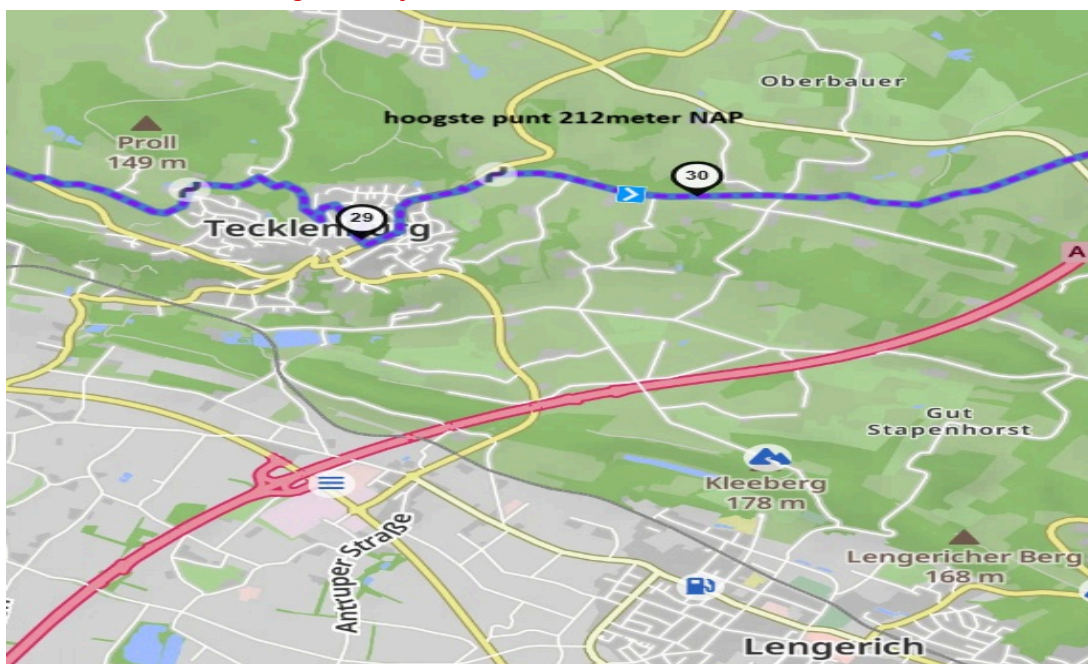 Oberbauer
hoogste punt 212meter NAP
Proll
149 m
30
29
Tecklenburg
A
Gut
Stapenhorst
Kleeberg
178 m
Antruper Straße
Lengericher Berg
168 m
Lengerich